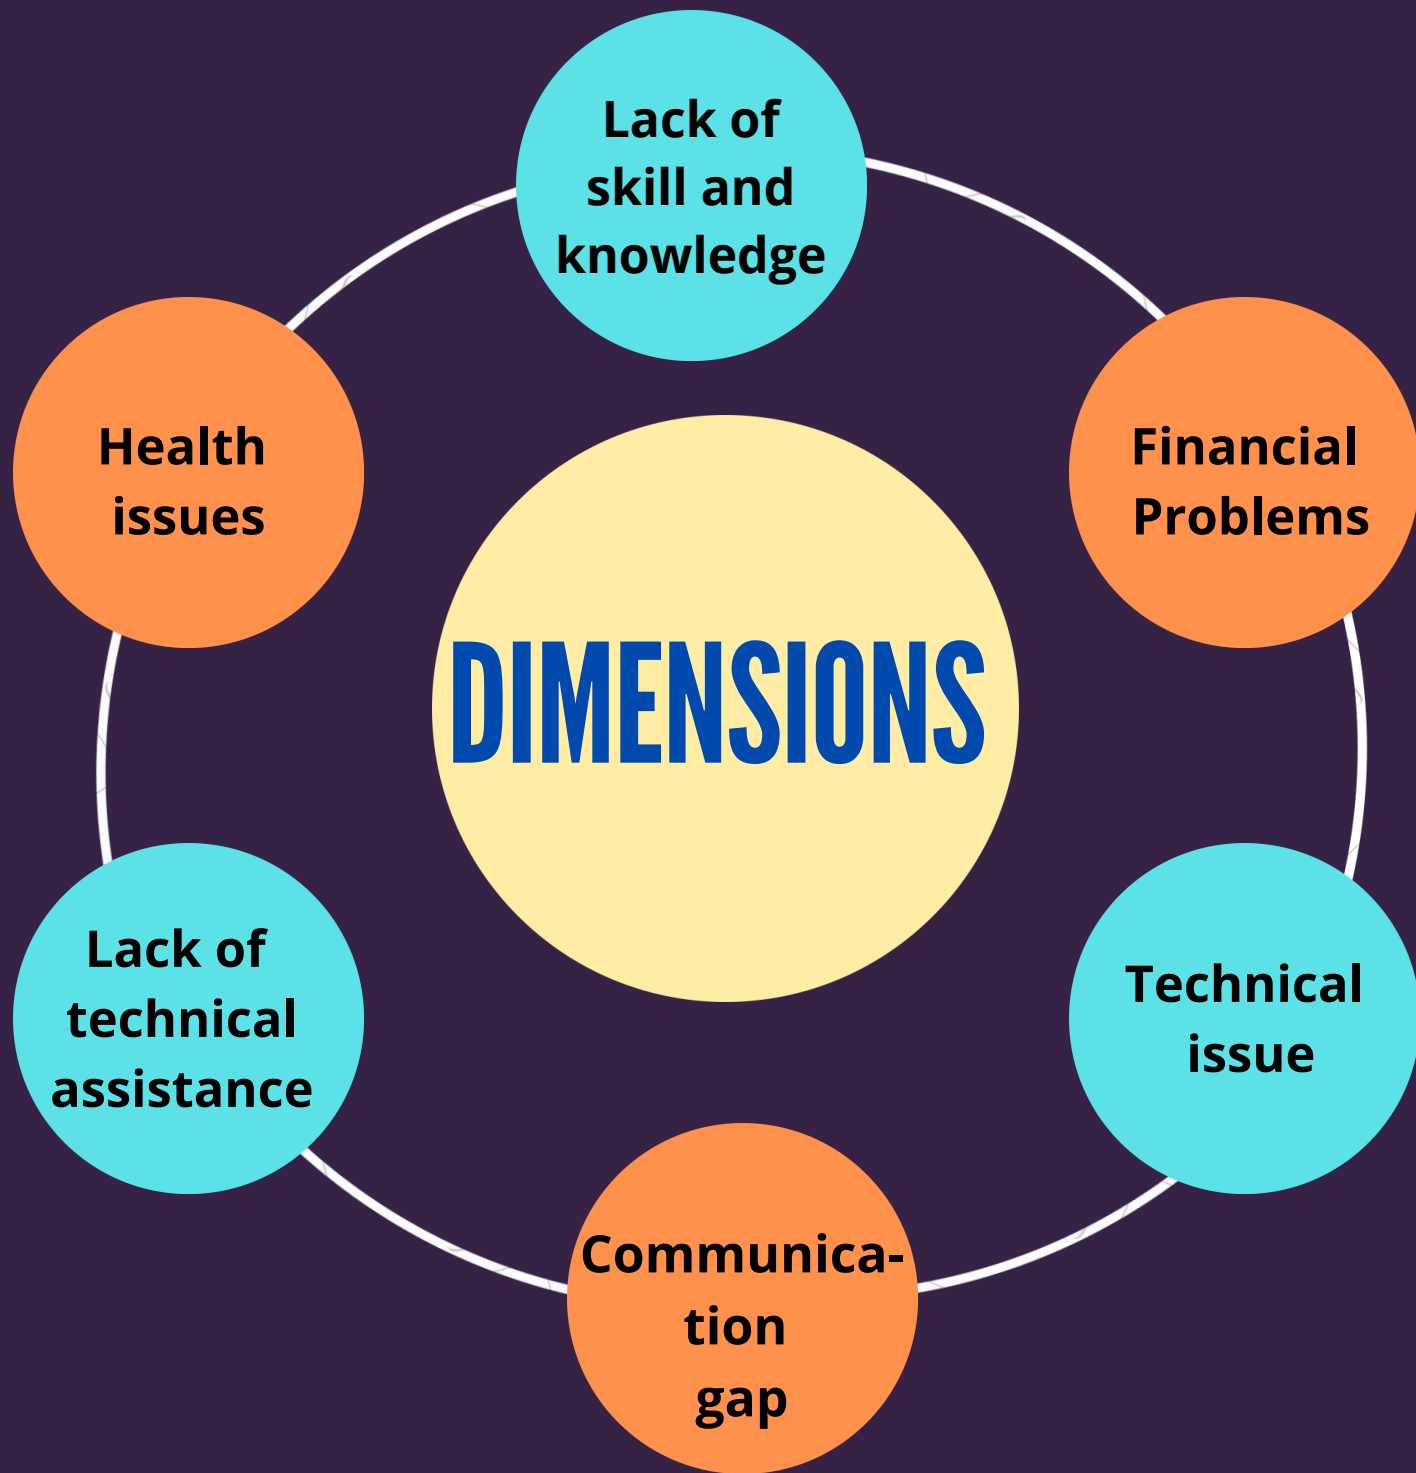 Lack of
skill and
knowledge
Health
issues
Financial
Problems
DIMENSIONS
Lack of
technical
assistance
Technical
issue
Communica-
tion
gap